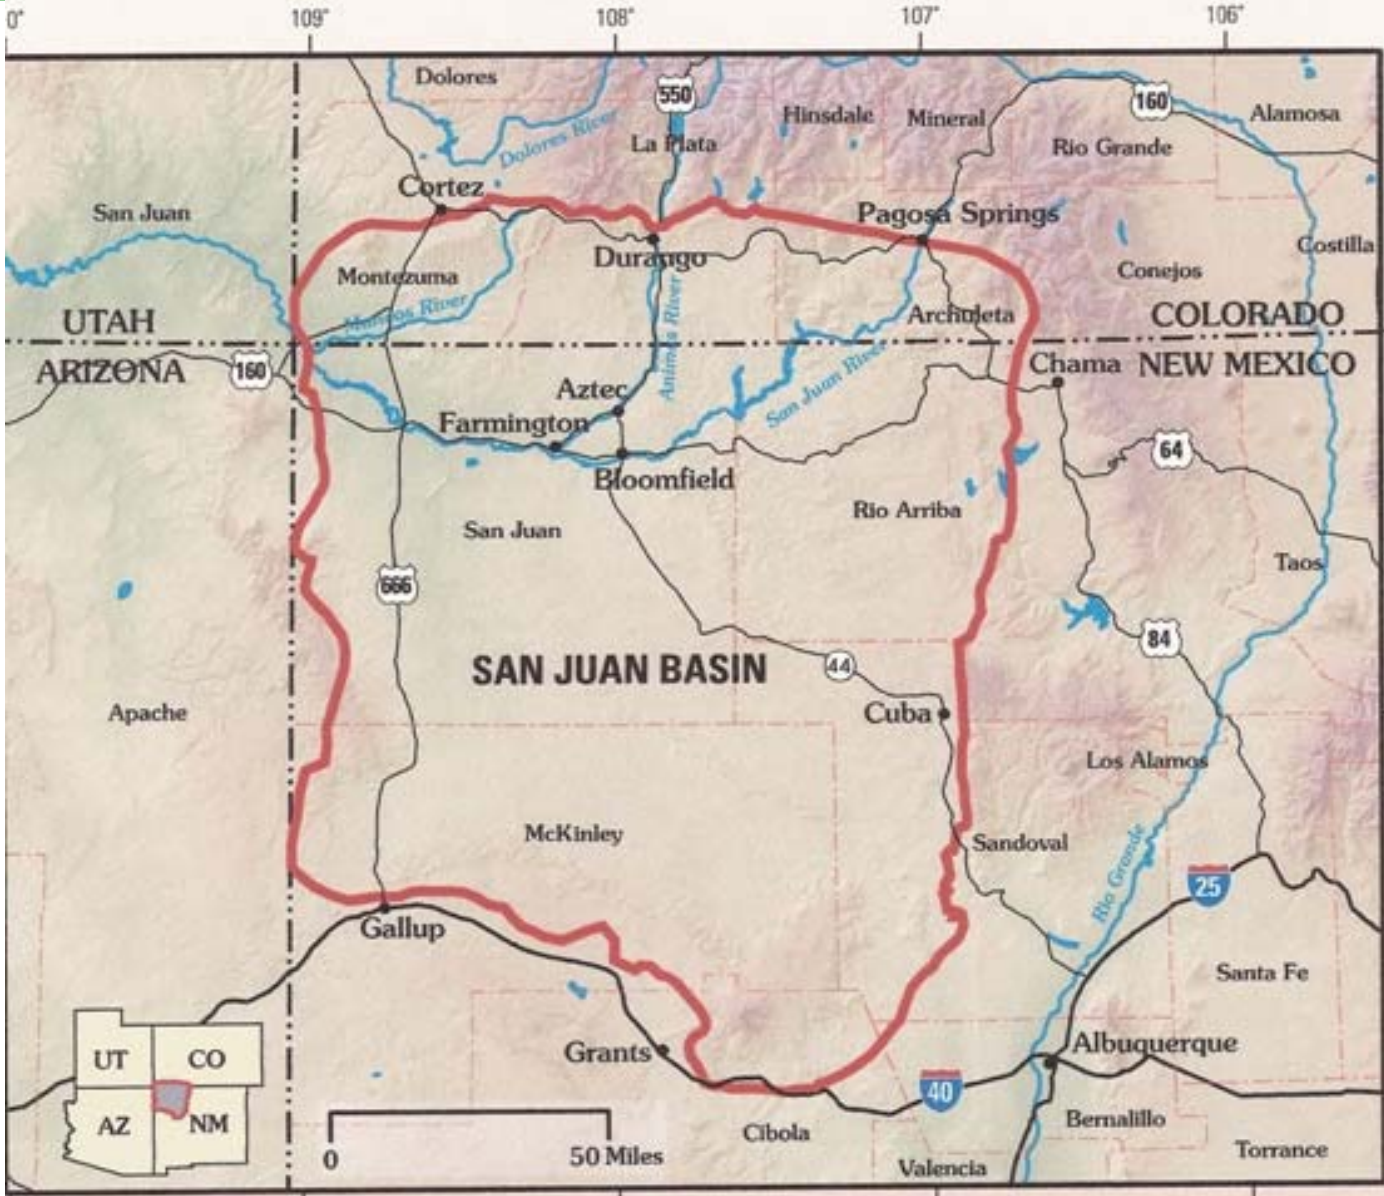 0°
109°
108°
107°
106°
Dolores
550
Hinsdale
Mineral
160
Alamosa
Dolores River
La Plata
Rio Grande
Cortez
San Juan
Pagosa Springs
Costilla
Durango
Montezuma
Conejos
Mancos River
Animas River
Archuleta
UTAH
COLORADO
ARIZONA
160
Chama
NEW MEXICO
San Juan River
Aztec
Farmington
64
Bloomfield
Rio Arriba
San Juan
Taos
666
84
SAN JUAN BASIN
44
Apache
Cuba
Los Alamos
McKinley
Sandoval
Rio Grande
25
Gallup
Santa Fe
UT
CO
Grants
Albuquerque
40
AZ
NM
Bernalillo
Cibola
Torrance
0
50 Miles
Valencia